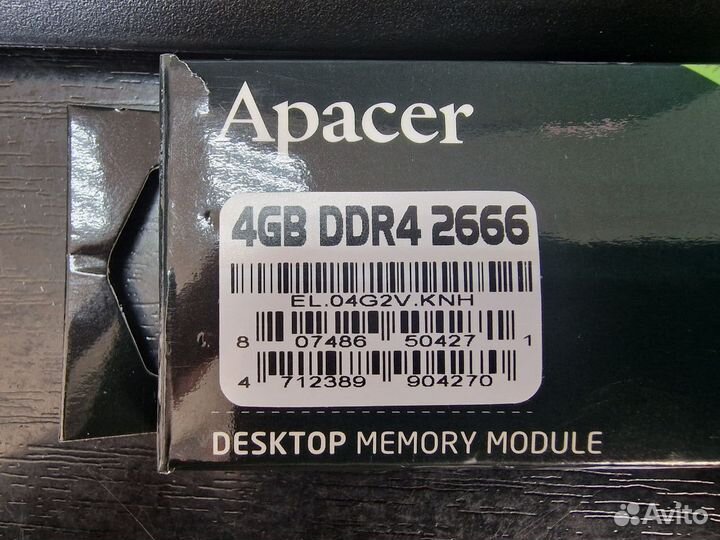 Apacer
4GB DDR4 2666
EL.04G2V.KNH
8 07486 50427 1
4 712389 904270
DESKTOP MEMORY MODULE
Avito